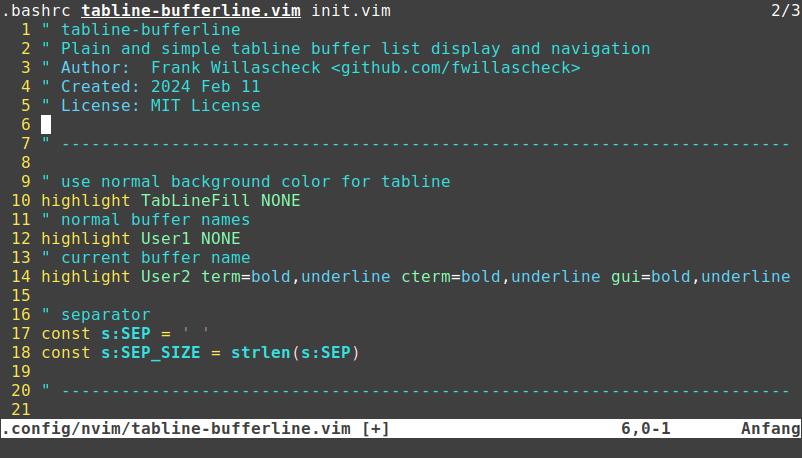 .bashrc tabline-bufferline.vim init.vim 2/3
1 " tabline-bufferline
2 " Plain and simple tabline buffer list display and navigation
3 " Author:  Frank Willascheck <github.com/fwillascheck>
4 " Created: 2024 Feb 11
5 " License: MIT License
6
7 " -------------------------------------------------------------------------
8
9 " use normal background color for tabline
10 highlight TabLineFill NONE
11 " normal buffer names
12 highlight User1 NONE
13 " current buffer name
14 highlight User2 term=bold,underline cterm=bold,underline gui=bold,underline
15
16 " separator
17 const s:SEP = ' '
18 const s:SEP_SIZE = strlen(s:SEP)
19
20 " -------------------------------------------------------------------------
21
.config/nvim/tabline-bufferline.vim [+] 6,0-1 Anfang